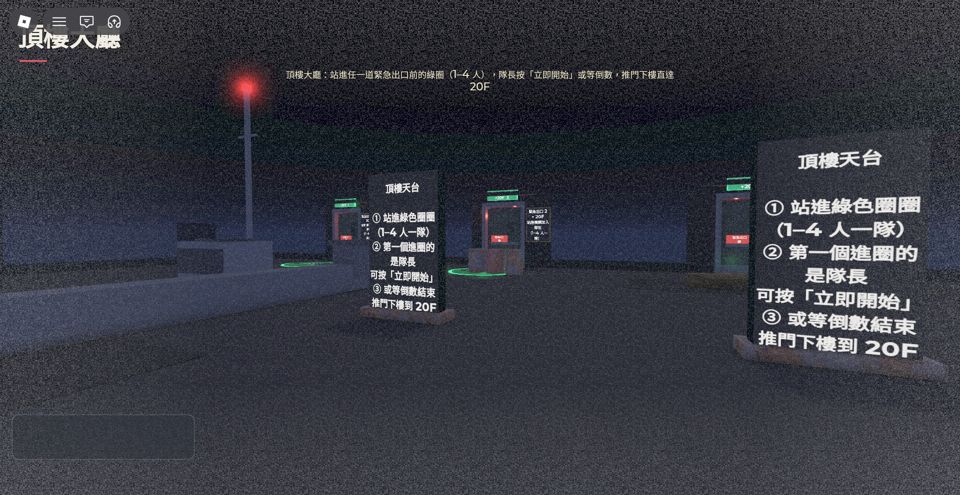 頂樓大廳
頂樓大廳：站進任一道緊急出口前的綠圈（1–4 人），隊長按「立即開始」或等倒數，推門下樓直達
20F
頂樓天台
① 站進綠色圈圈
（1–4 人一隊）
② 第一個進圈的
是隊長
可按「立即開始」
③ 或等倒數結束
推門下樓到 20F
頂樓天台
① 站進綠色圈圈
（1–4 人一隊）
② 第一個進圈的
是隊長
可按「立即開始」
③ 或等倒數結束
推門下樓到 20F